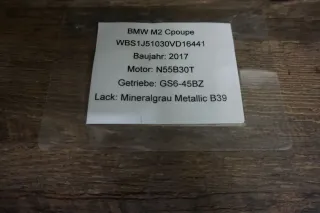 BMW M2 Cpoupe
WBS1J51030VD16441
Baujahr: 2017
Motor: N55B30T
Getriebe: GS6-45BZ
Lack: Mineralgrau Metallic B39